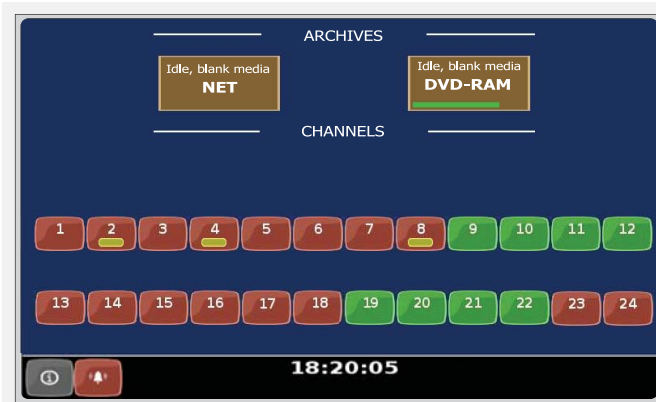 ARCHIVES
Idle, blank media
NET
Idle, blank media
DVD-RAM
CHANNELS
1 2 3 4 5 6 7 8 9 10 11 12
13 14 15 16 17 18 19 20 21 22 23 24
18:20:05